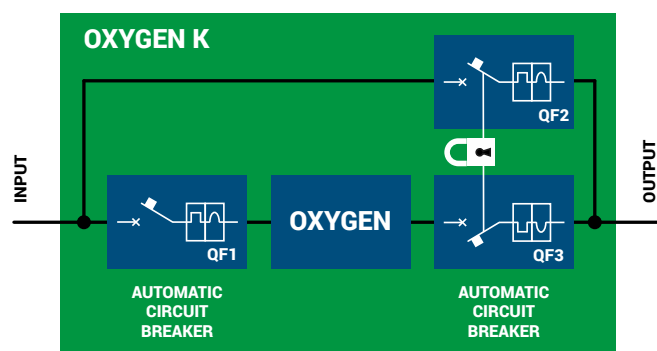 OXYGEN K
QF2
INPUT
OUTPUT
QF1
OXYGEN
QF3
AUTOMATIC
CIRCUIT
BREAKER
AUTOMATIC
CIRCUIT
BREAKER